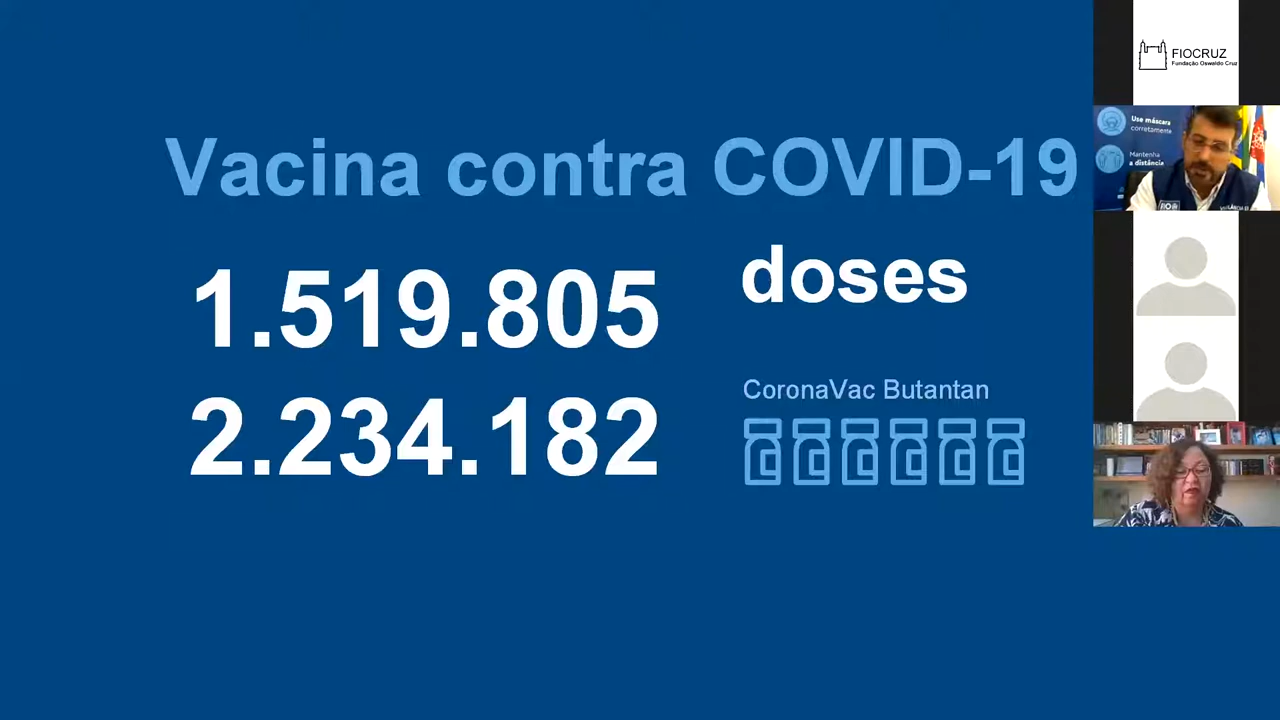 Vacina contra COVID-19
1.519.805
doses
2.234.182
CoronaVac Butantan
FIOCRUZ
Fundação Oswaldo Cruz
Use máscara
corretamente
Mantenha
a distância